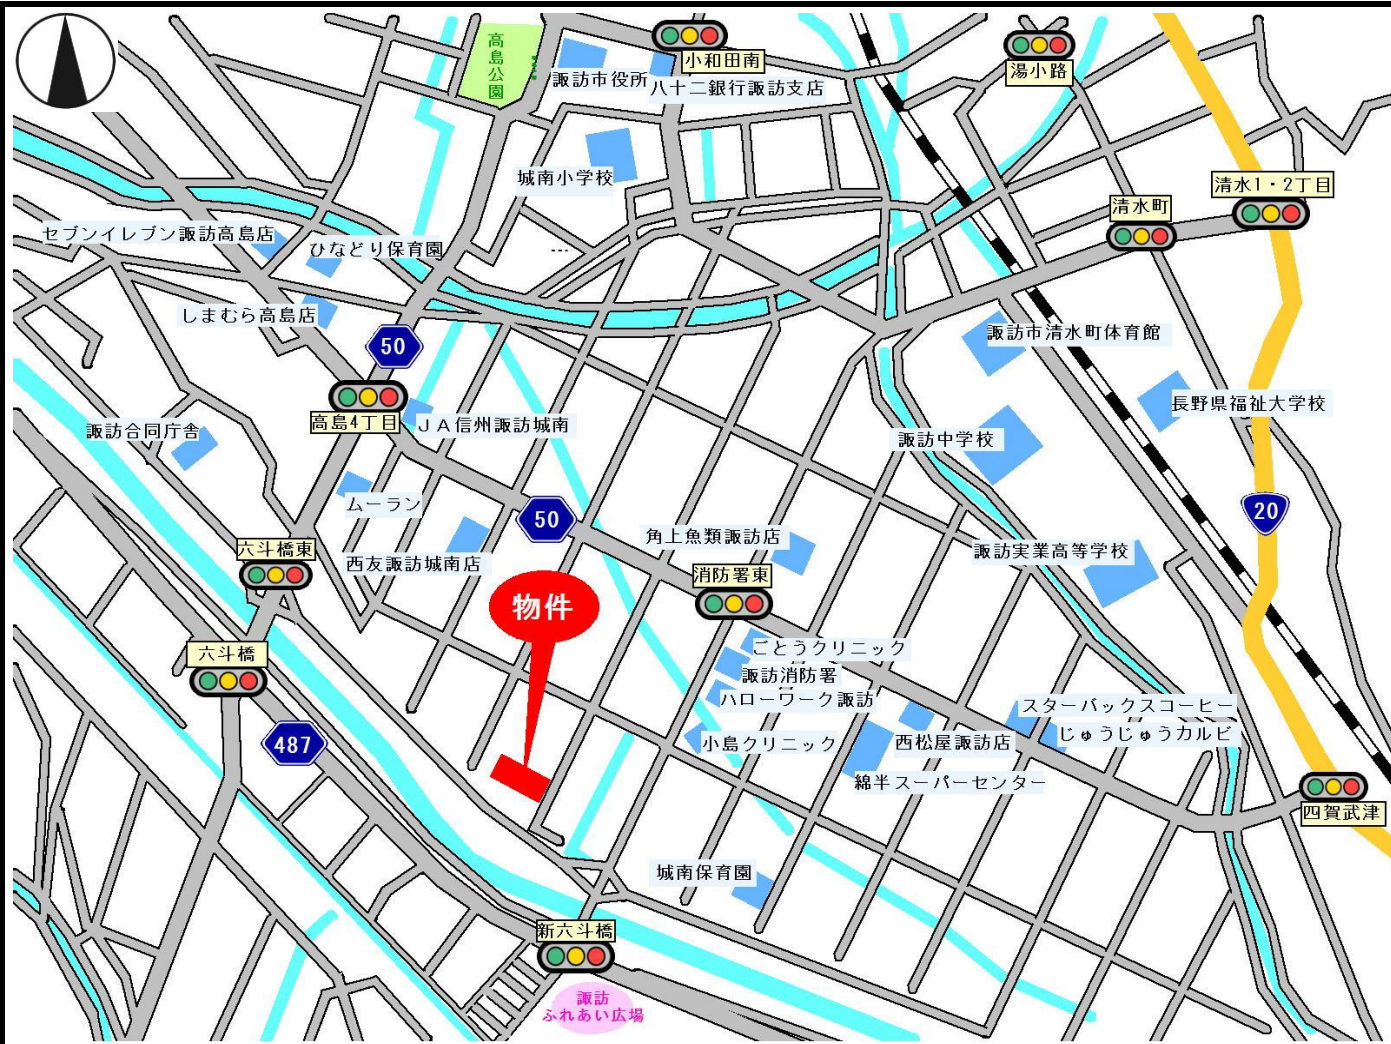 高島公園
諏訪市役所
小和田南
八十二銀行諏訪支店
湯小路
城南小学校
清水1・2丁目
清水町
セブンイレブン諏訪高島店
ひなどり保育園
しまむら高島店
50
諏訪市清水町体育館
高島4丁目
JA信州諏訪城南
長野県福祉大学校
諏訪合同庁舎
諏訪中学校
ムーラン
50
20
角上魚類諏訪店
六斗橋東
西友諏訪城南店
諏訪実業高等学校
消防署東
物件
六斗橋
ごとうクリニック
諏訪消防署
ハローワーク諏訪
スターバックスコーヒー
487
小島クリニック
西松屋諏訪店
じゅうじゅうカルビ
綿半スーパーセンター
四賀武津
城南保育園
新六斗橋
諏訪
ふれあい広場